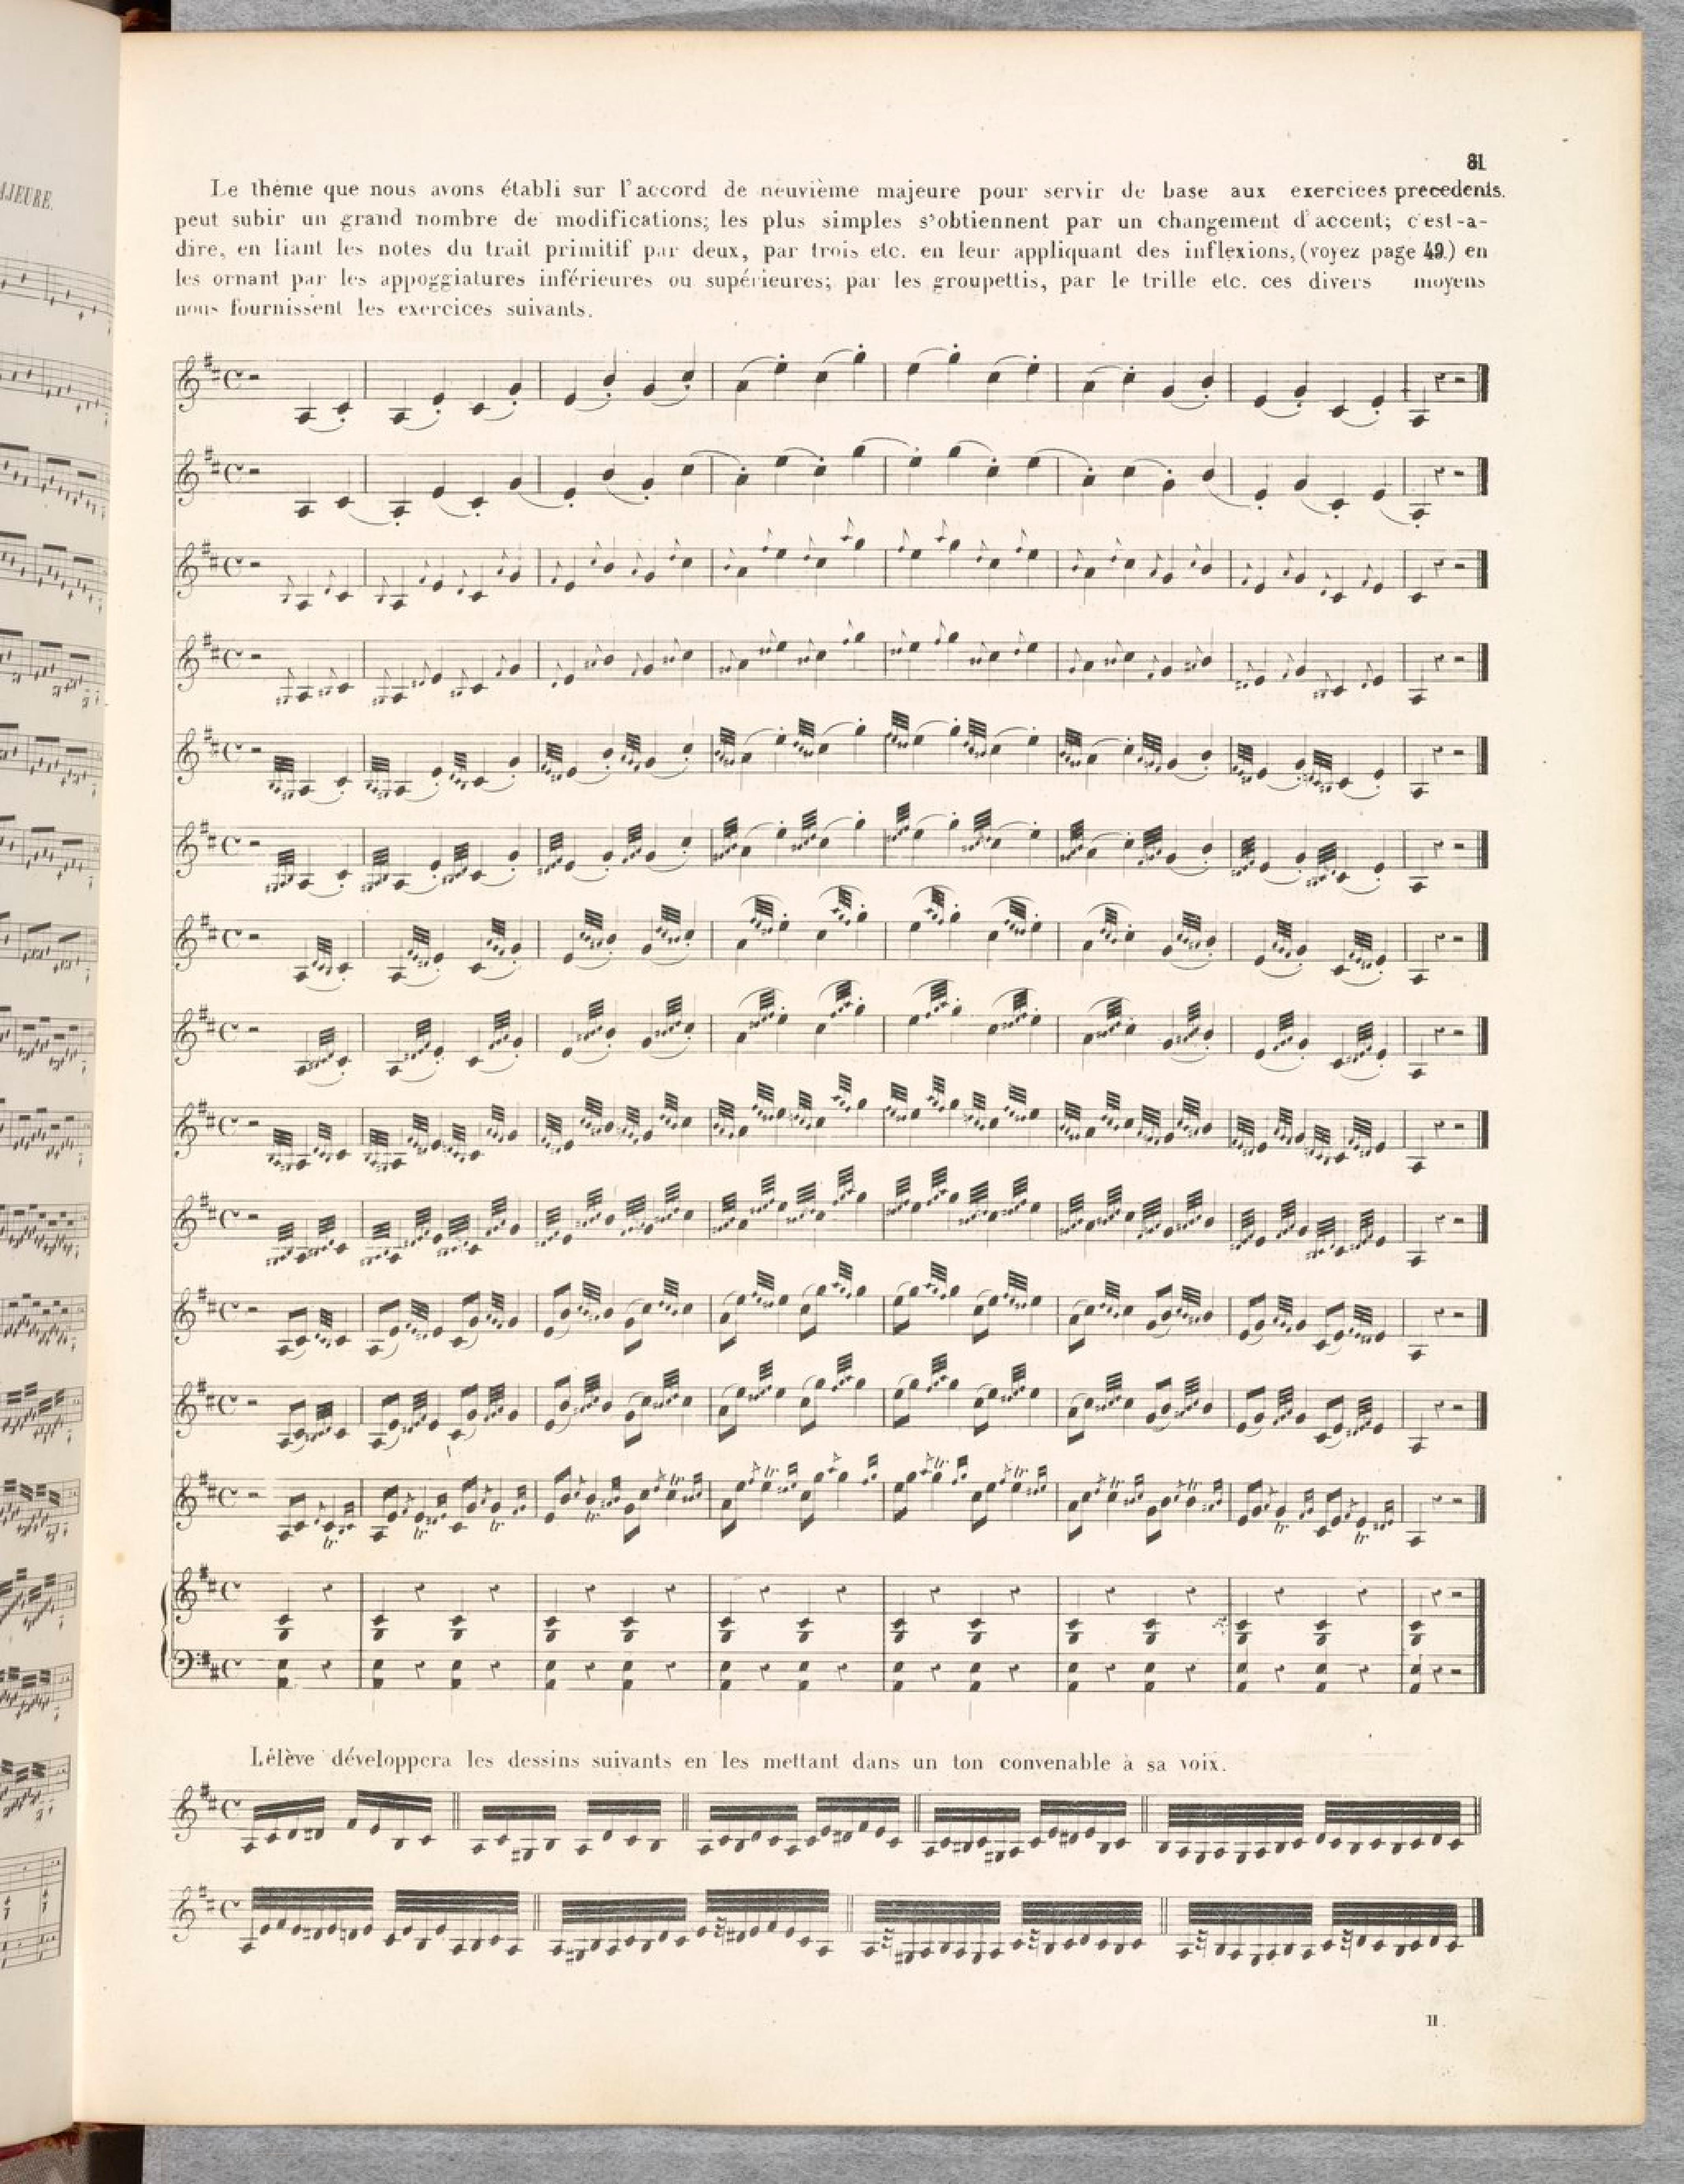 AJEURE.
81
Le thème que nous avons établi sur l'accord de neuvième majeure pour servir de base aux exercices precedents.
peut subir un grand nombre de modifications; les plus simples s'obtiennent par un changement d'accent; c'est-a-
dire, en liant les notes du trait primitif par deux, par trois etc. en leur appliquant des inflexions, (voyez page 49.) en
les ornant par les appoggiatures inférieures ou supérieures; par les groupettis, par le trille etc. ces divers moyens
nous fournissent les exercices suivants.
tr tr tr tr tr tr tr tr tr tr tr tr
L'élève développera les dessins suivants en les mettant dans un ton convenable à sa voix.
11.